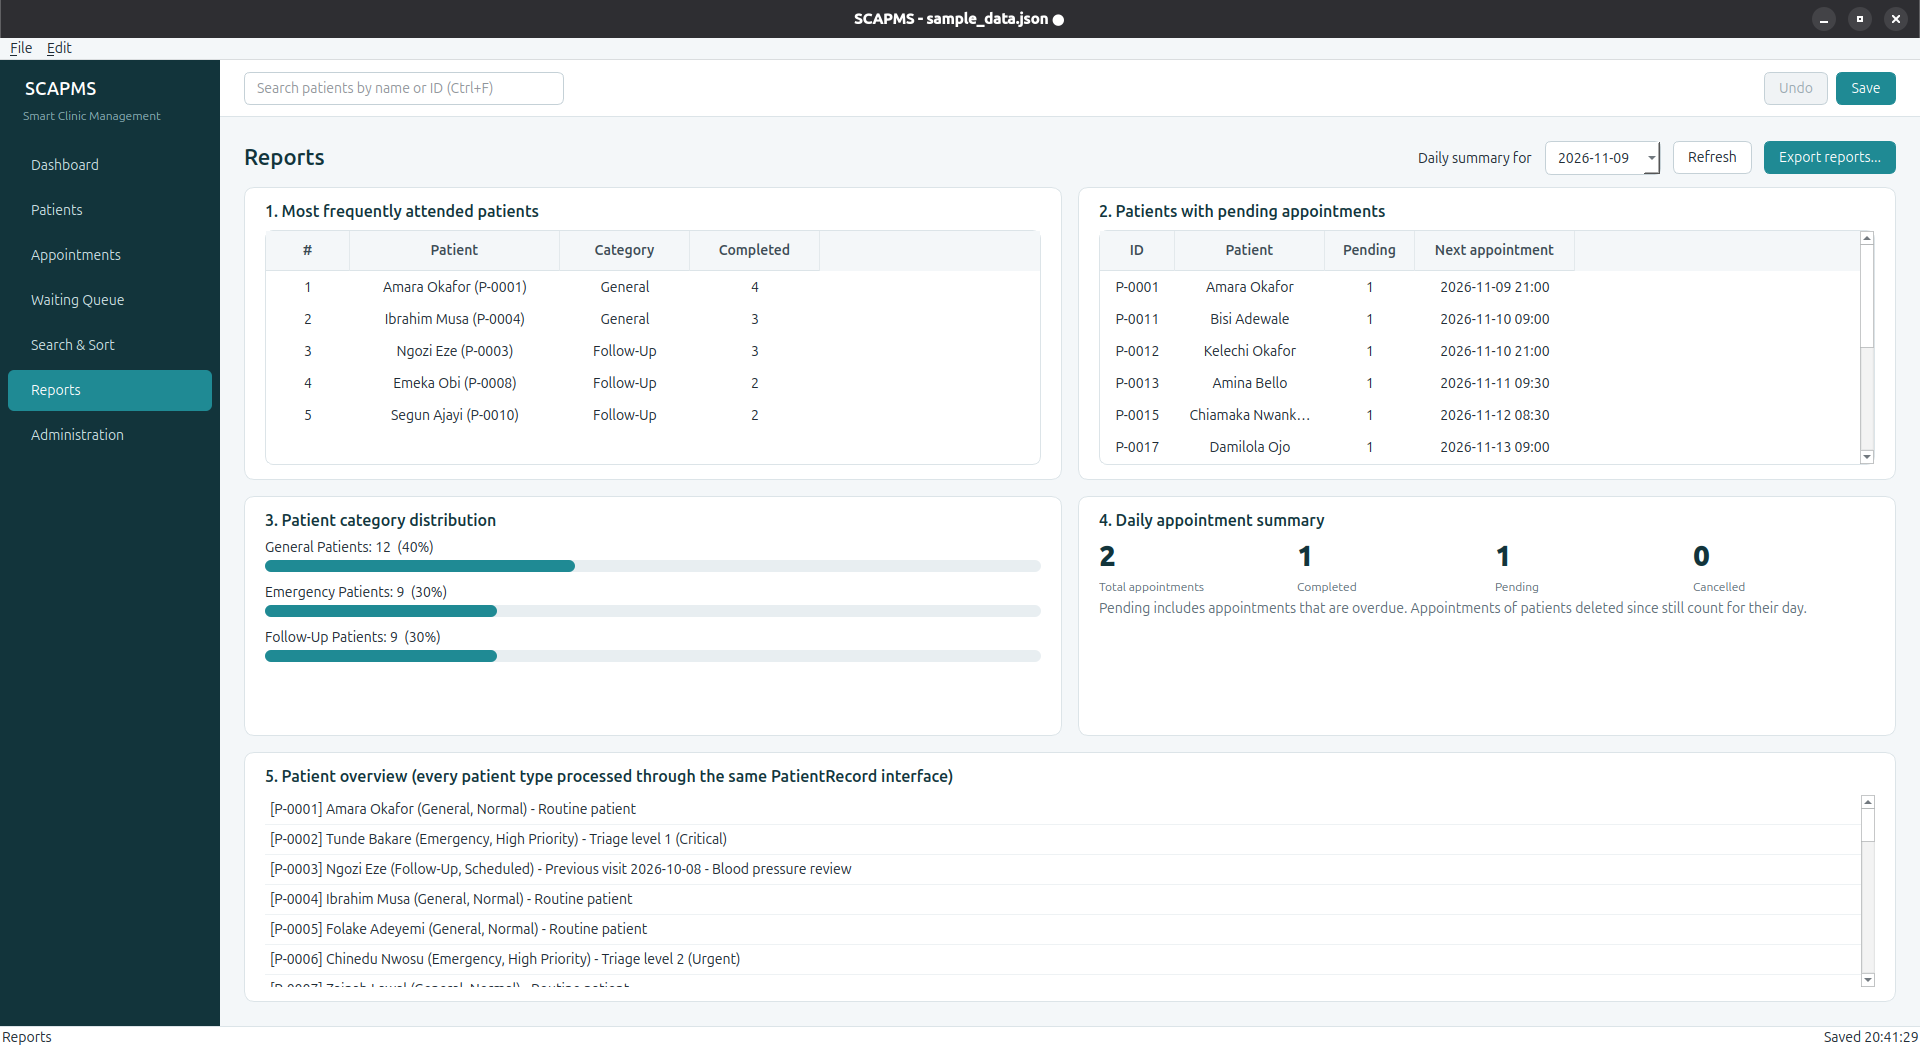 SCAPMS - sample_data.json ●
File Edit
SCAPMS
Smart Clinic Management
Dashboard
Patients
Appointments
Waiting Queue
Search & Sort
Reports
Administration
Search patients by name or ID (Ctrl+F)
Undo
Save
Reports
Daily summary for
2026-11-09
Refresh
Export reports...
1. Most frequently attended patients
# Patient Category Completed
1 Amara Okafor (P-0001) General 4
2 Ibrahim Musa (P-0004) General 3
3 Ngozi Eze (P-0003) Follow-Up 3
4 Emeka Obi (P-0008) Follow-Up 2
5 Segun Ajayi (P-0010) Follow-Up 2
2. Patients with pending appointments
ID Patient Pending Next appointment
P-0001 Amara Okafor 1 2026-11-09 21:00
P-0011 Bisi Adewale 1 2026-11-10 09:00
P-0012 Kelechi Okafor 1 2026-11-10 21:00
P-0013 Amina Bello 1 2026-11-11 09:30
P-0015 Chiamaka Nwank... 1 2026-11-12 08:30
P-0017 Damilola Ojo 1 2026-11-13 09:00
3. Patient category distribution
General Patients: 12 (40%)
Emergency Patients: 9 (30%)
Follow-Up Patients: 9 (30%)
4. Daily appointment summary
2 1 1 0
Total appointments Completed Pending Cancelled
Pending includes appointments that are overdue. Appointments of patients deleted since still count for their day.
5. Patient overview (every patient type processed through the same PatientRecord interface)
[P-0001] Amara Okafor (General, Normal) - Routine patient
[P-0002] Tunde Bakare (Emergency, High Priority) - Triage level 1 (Critical)
[P-0003] Ngozi Eze (Follow-Up, Scheduled) - Previous visit 2026-10-08 - Blood pressure review
[P-0004] Ibrahim Musa (General, Normal) - Routine patient
[P-0005] Folake Adeyemi (General, Normal) - Routine patient
[P-0006] Chinedu Nwosu (Emergency, High Priority) - Triage level 2 (Urgent)
Reports
Saved 20:41:29